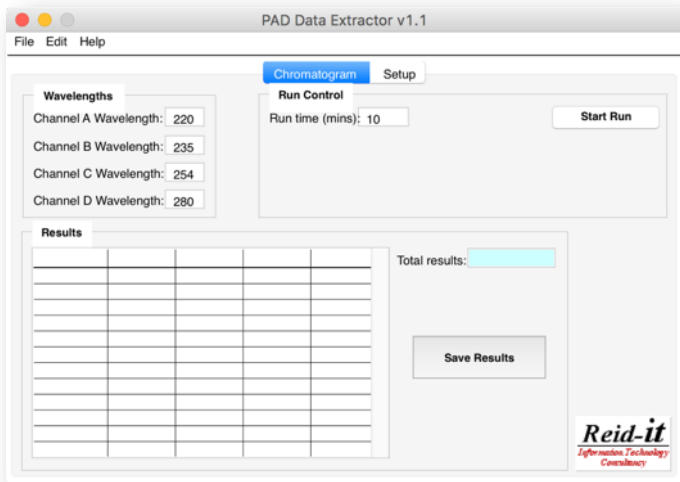 PAD Data Extractor v1.1
File Edit Help
Chromatogram Setup
Wavelengths
Channel A Wavelength: 220
Channel B Wavelength: 235
Channel C Wavelength: 254
Channel D Wavelength: 280
Run Control
Run time (mins): 10
Start Run
Results
Total results:
Save Results
Reid-it
Information Technology
Consultancy